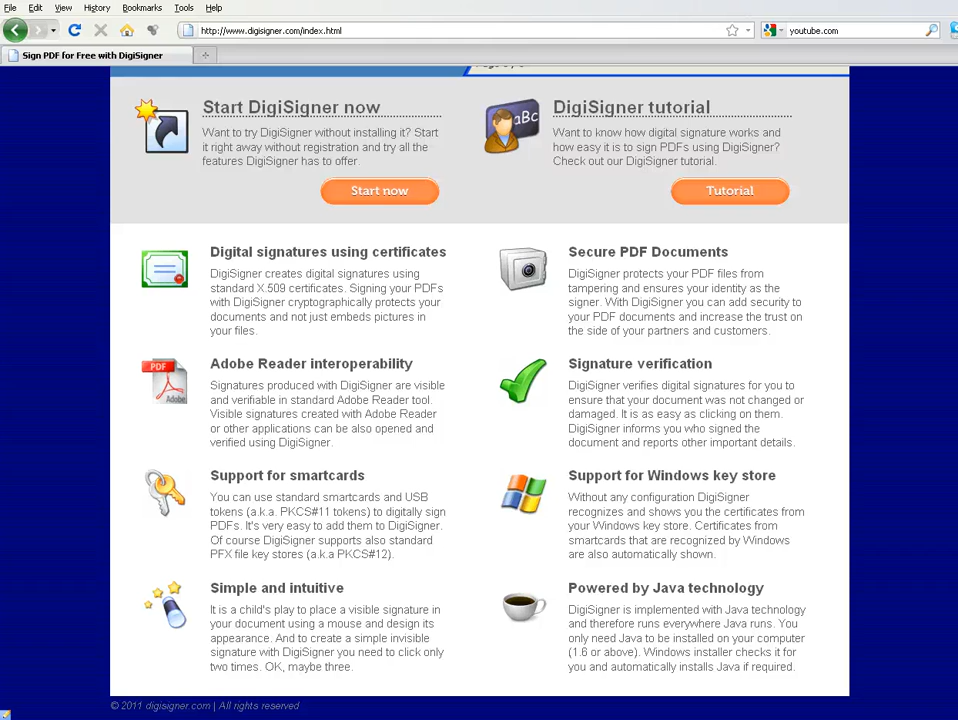 File Edit View History Bookmarks Tools Help
http://www.digisigner.com/index.html
youtube.com
Sign PDF for Free with DigiSigner
Start DigiSigner now
Want to try DigiSigner without installing it? Start
it right away without registration and try all the
features DigiSigner has to offer.
Start now
DigiSigner tutorial
aBc
Want to know how digital signature works and
how easy it is to sign PDFs using DigiSigner?
Check out our DigiSigner tutorial.
Tutorial
Digital signatures using certificates
DigiSigner creates digital signatures using
standard X.509 certificates. Signing your PDFs
with DigiSigner cryptographically protects your
documents and not just embeds pictures in
your files.
Secure PDF Documents
DigiSigner protects your PDF files from
tampering and ensures your identity as the
signer. With DigiSigner you can add security to
your PDF documents and increase the trust on
the side of your partners and customers.
PDF
Adobe
Adobe Reader interoperability
Signatures produced with DigiSigner are visible
and verifiable in standard Adobe Reader tool.
Visible signatures created with Adobe Reader
or other applications can be also opened and
verified using DigiSigner.
Signature verification
DigiSigner verifies digital signatures for you to
ensure that your document was not changed or
damaged. It is as easy as clicking on them.
DigiSigner informs you who signed the
document and reports other important details.
Support for smartcards
You can use standard smartcards and USB
tokens (a.k.a. PKCS#11 tokens) to digitally sign
PDFs. It's very easy to add them to DigiSigner.
Of course DigiSigner supports also standard
PFX file key stores (a.k.a PKCS#12).
Support for Windows key store
Without any configuration DigiSigner
recognizes and shows you the certificates from
your Windows key store. Certificates from
smartcards that are recognized by Windows
are also automatically shown.
Simple and intuitive
It is a child's play to place a visible signature in
your document using a mouse and design its
appearance. And to create a simple invisible
signature with DigiSigner you need to click only
two times. OK, maybe three.
Powered by Java technology
DigiSigner is implemented with Java technology
and therefore runs everywhere Java runs. You
only need Java to be installed on your computer
(1.6 or above). Windows installer checks it for
you and automatically installs Java if required.
© 2011 digisigner.com | All rights reserved